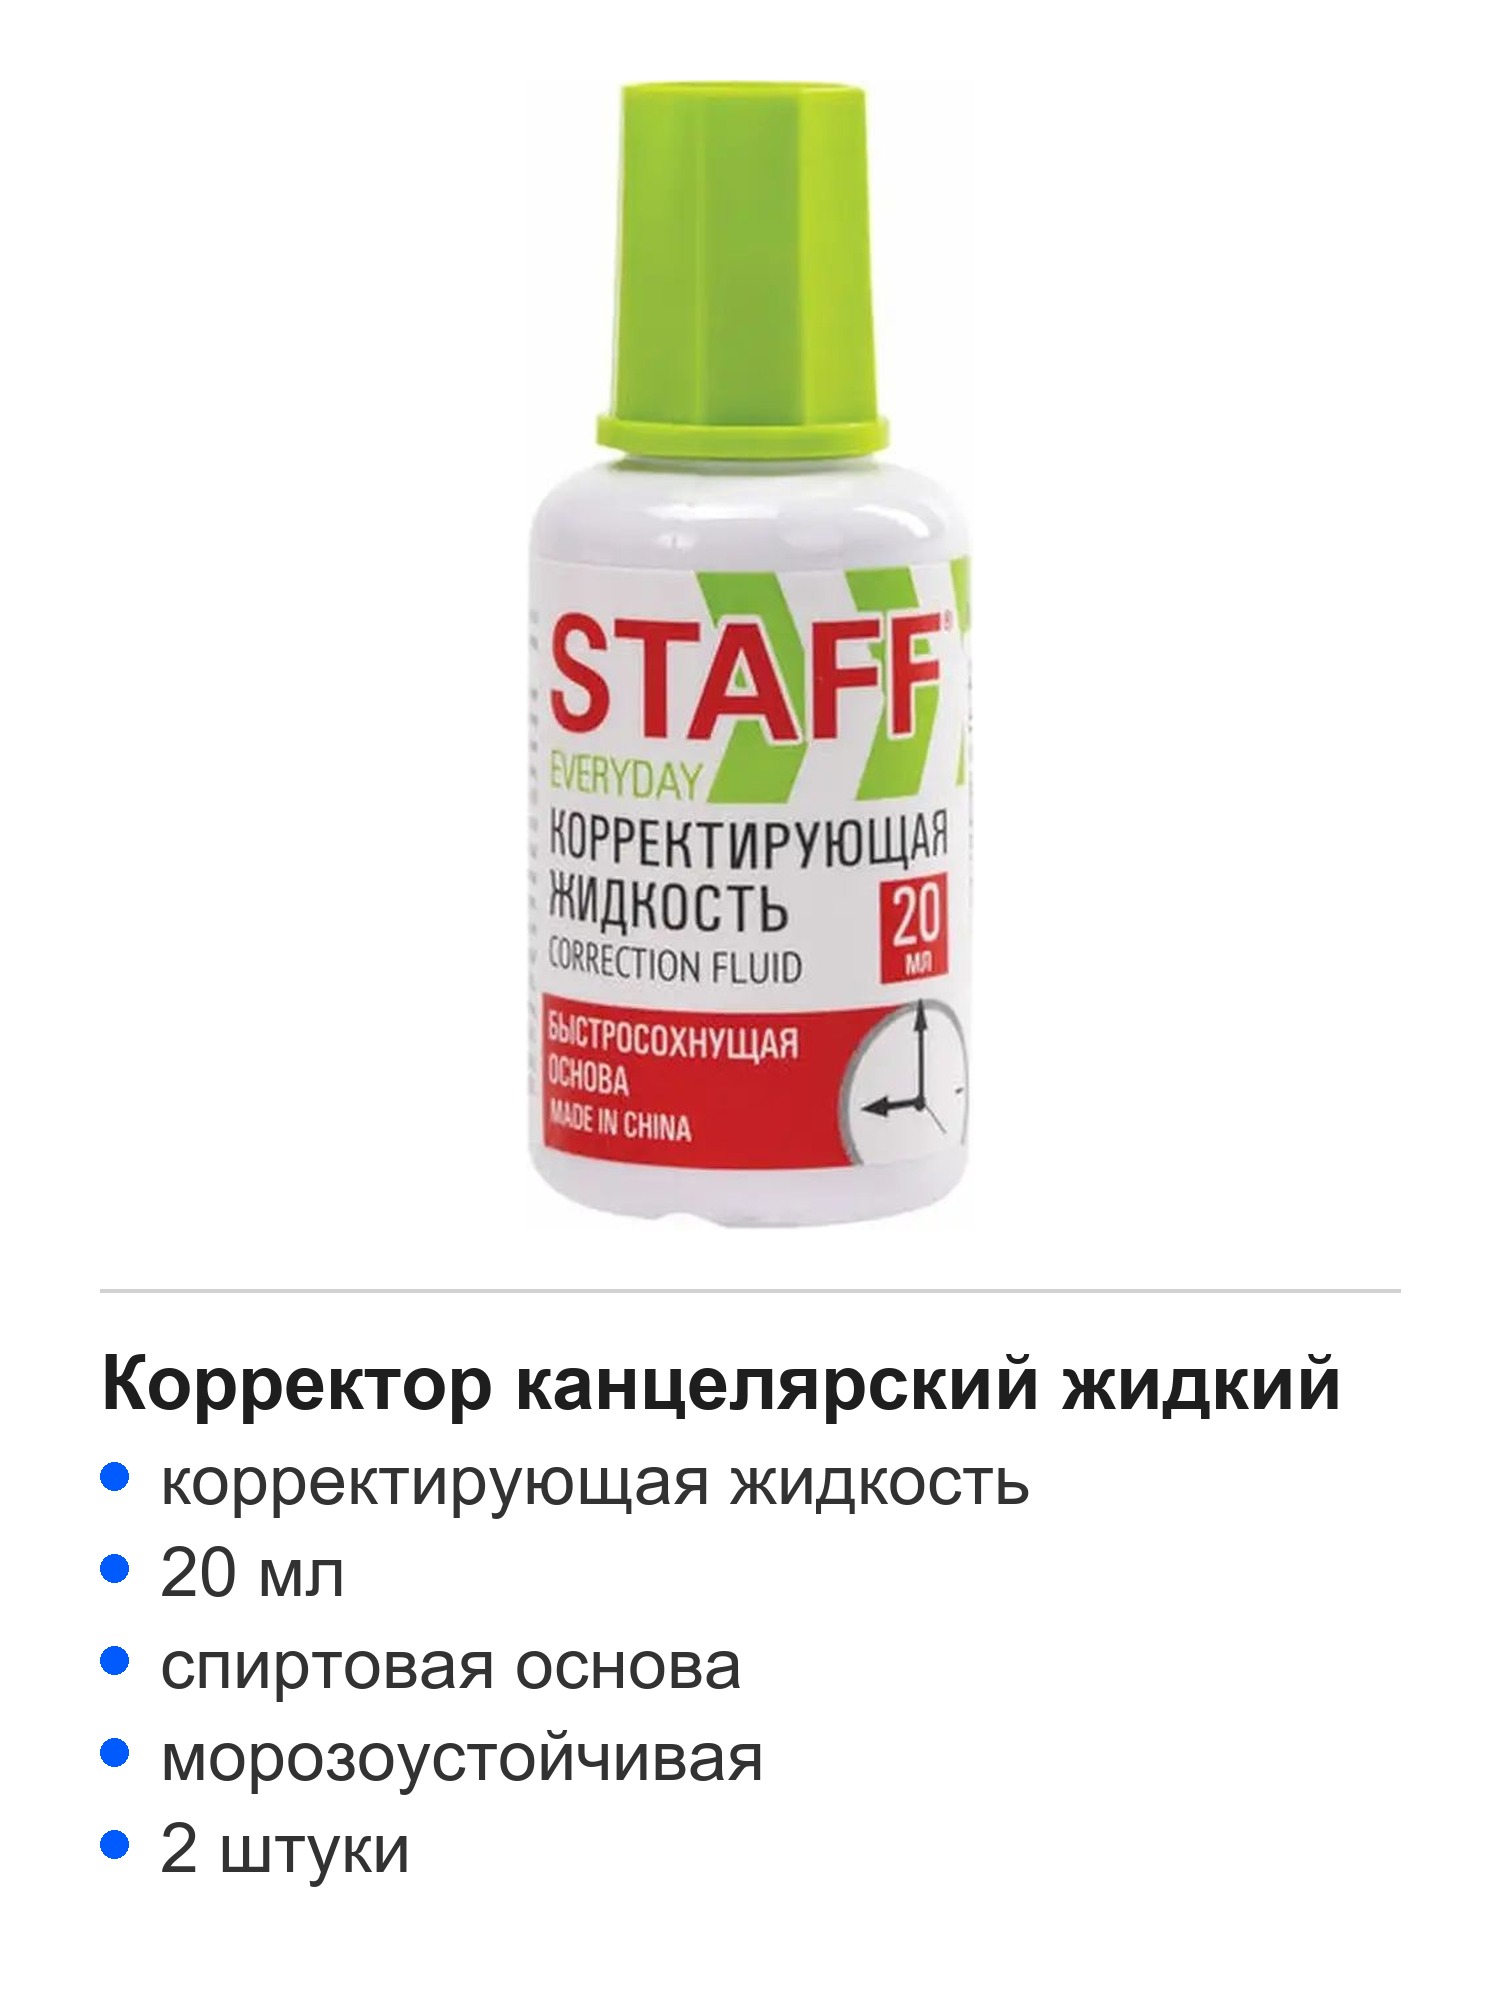 STAFF®
EVERYDAY
КОРРЕКТИРУЮЩАЯ
ЖИДКОСТЬ
CORRECTION FLUID
20
МЛ
БЫСТРОСОХНУЩАЯ
ОСНОВА
MADE IN CHINA
Корректор канцелярский жидкий
корректирующая жидкость
20 мл
спиртовая основа
морозоустойчивая
2 штуки